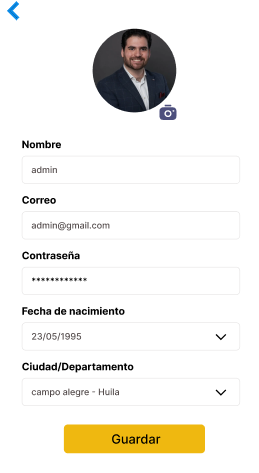 Nombre
admin
Correo
admin@gmail.com
Contraseña
************
Fecha de nacimiento
23/05/1995
Ciudad/Departamento
campo alegre - Huila
Guardar